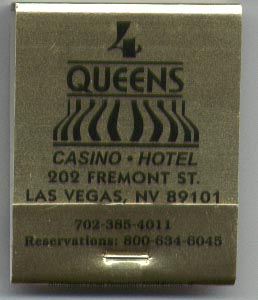 4
QUEENS
CASINO • HOTEL
202 FREMONT ST.
LAS VEGAS, NV 89101
702-385-4011
Reservations: 800-634-6045